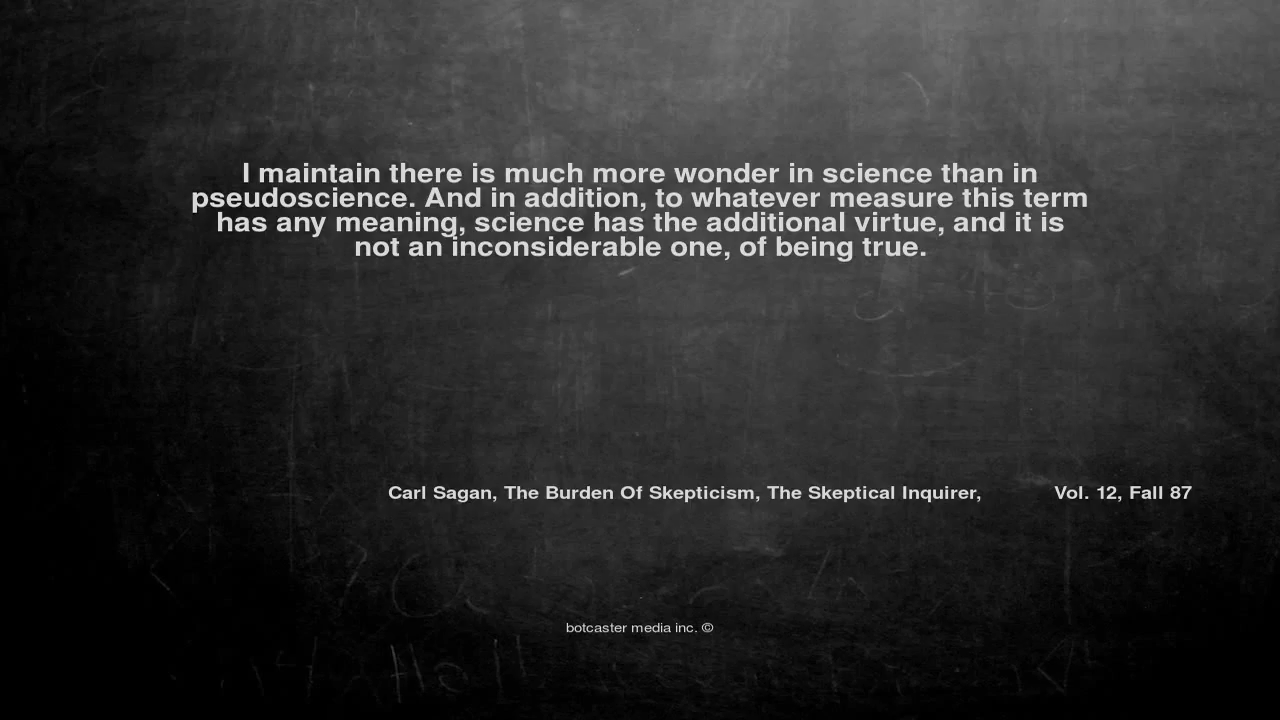 I maintain there is much more wonder in science than in
pseudoscience. And in addition, to whatever measure this term
has any meaning, science has the additional virtue, and it is
not an inconsiderable one, of being true.
Carl Sagan, The Burden Of Skepticism, The Skeptical Inquirer, Vol. 12, Fall 87
botcaster media inc. ©